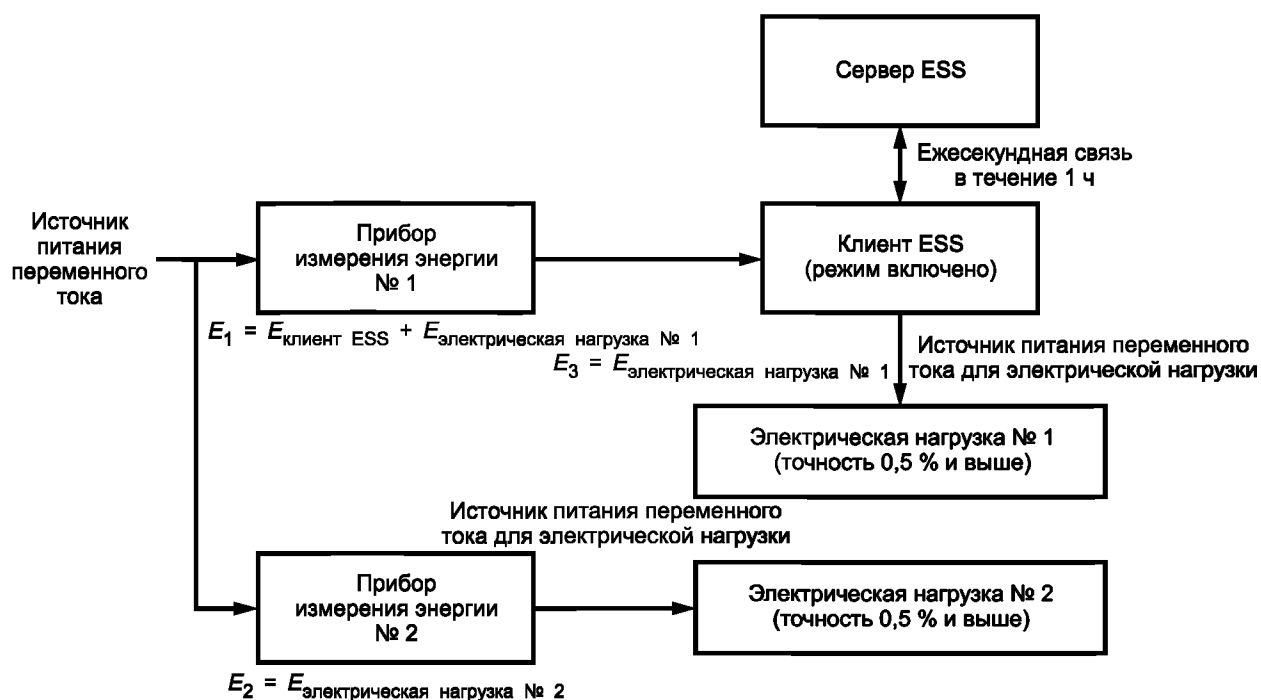 Сервер ESS
Ежесекундная связь
в течение 1 ч
Источник
питания
переменного
тока
Прибор
измерения энергии
№ 1
Клиент ESS
(режим включено)
E1 = Eклиент ESS + Eэлектрическая нагрузка № 1
E3 = Eэлектрическая нагрузка № 1
Источник питания переменного
тока для электрической нагрузки
Электрическая нагрузка № 1
(точность 0,5 % и выше)
Источник питания переменного
тока для электрической нагрузки
Прибор
измерения энергии
№ 2
Электрическая нагрузка № 2
(точность 0,5 % и выше)
E2 = Eэлектрическая нагрузка № 2